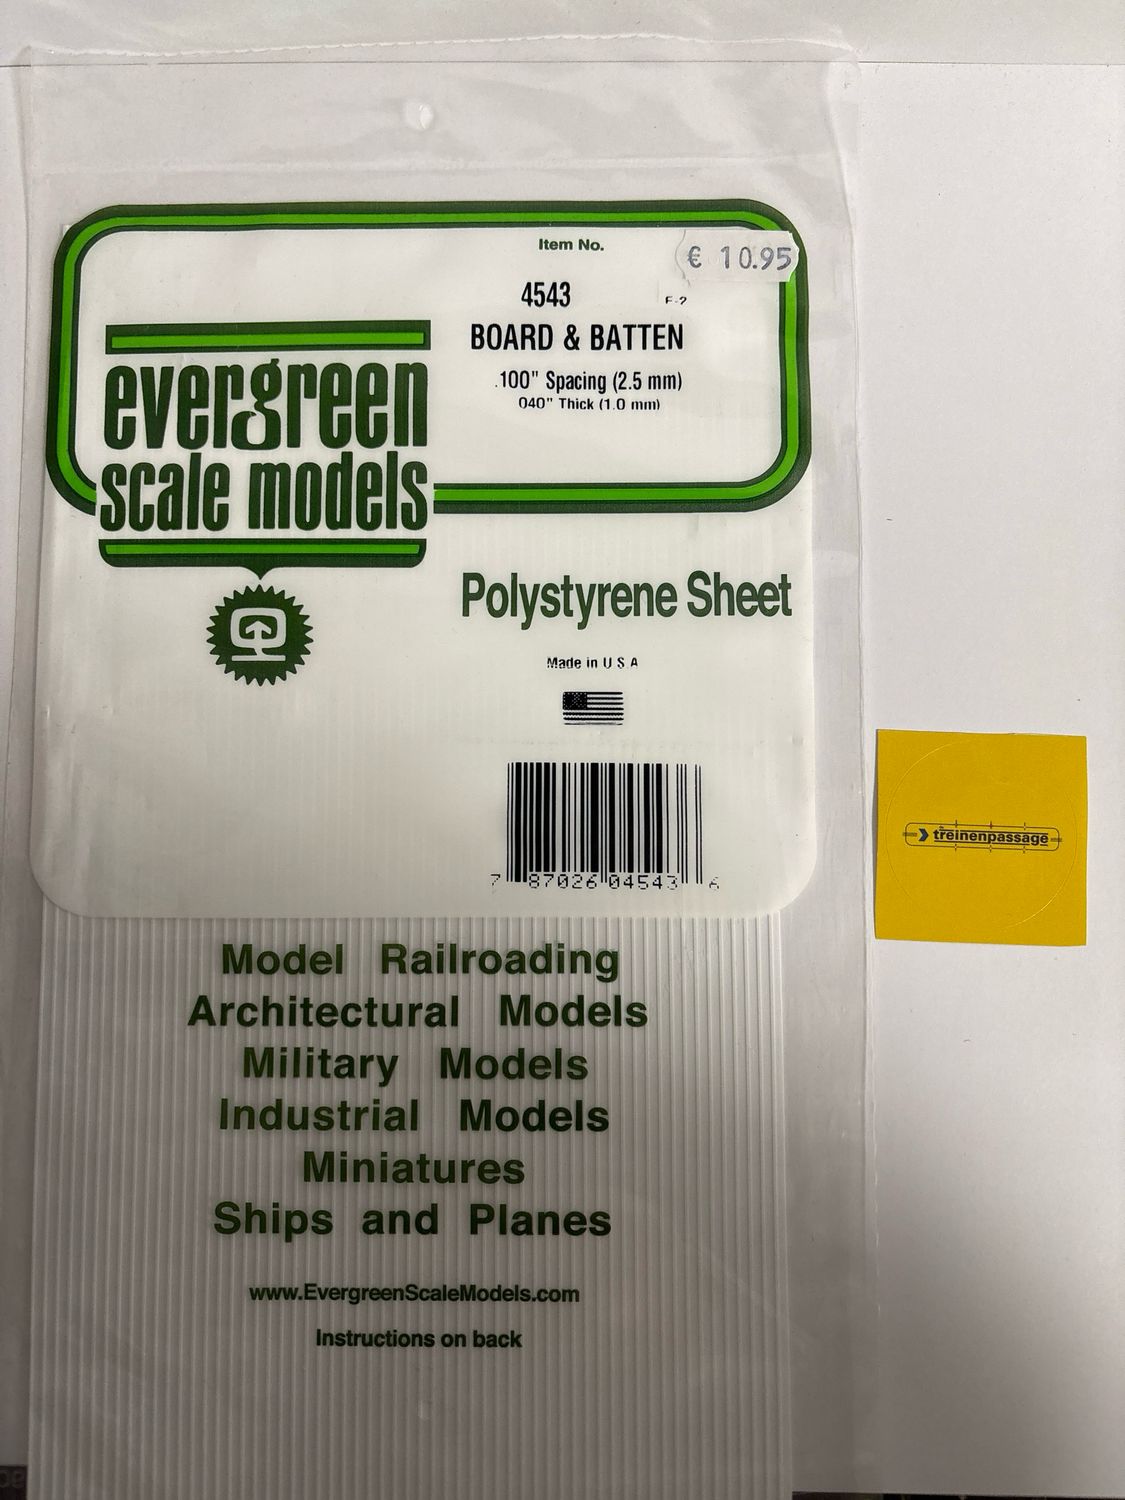 Item No.
€ 10.95
4543
BOARD & BATTEN
.100" Spacing (2.5 mm)
040" Thick (1.0 mm)
evergreen
scale models
Polystyrene Sheet
Made in U S A
7 87026 04543 6
de
treinenpassage
Model Railroading
Architectural Models
Military Models
Industrial Models
Miniatures
Ships and Planes
www.EvergreenScaleModels.com
Instructions on back